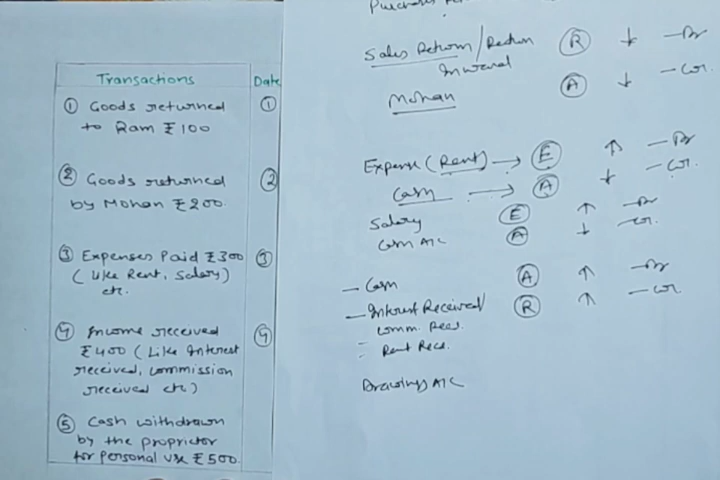 Transactions
Date
① Goods returned
to Ram ₹100
①
② Goods returned
by Mohan ₹200.
②
③ Expenses Paid ₹300
(Like Rent, Salary)
etc.
③
④ Income received
₹400 (Like Interest
received, commission
received etc)
④
⑤ Cash withdrawn
by the proprietor
for personal use ₹500.
Sales Return/Return
Inward
Ⓡ ↓ - Dr
Mohan Ⓐ ↓ - Cr.
Expense (Rent) → Ⓔ ↑ - Dr
Cash → Ⓐ ↓ - Cr.
Salary Ⓔ ↑ - Dr
Cash A/C Ⓐ ↓ - Cr.
- Cash Ⓐ ↑ - Dr
- Interest Received/ Ⓡ ↑ - Cr.
Comm. Recd.
- Rent Recd.
Drawings A/C